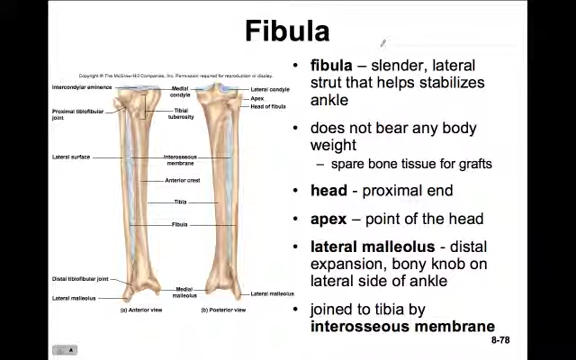 Fibula
Copyright © The McGraw-Hill Companies, Inc. Permission required for reproduction or display.
Intercondylar eminence
Medial
condyle
Lateral condyle
Apex
Head of fibula
Proximal tibiofibular
joint
Tibial
tuberosity
Lateral surface
Interosseous
membrane
Anterior crest
Tibia
Fibula
Distal tibiofibular joint
Medial
malleolus
Lateral malleolus
Lateral malleolus
(a) Anterior view
(b) Posterior view
• fibula – slender, lateral
strut that helps stabilizes
ankle
• does not bear any body
weight
– spare bone tissue for grafts
• head - proximal end
• apex – point of the head
• lateral malleolus - distal
expansion, bony knob on
lateral side of ankle
• joined to tibia by
interosseous membrane
8-78